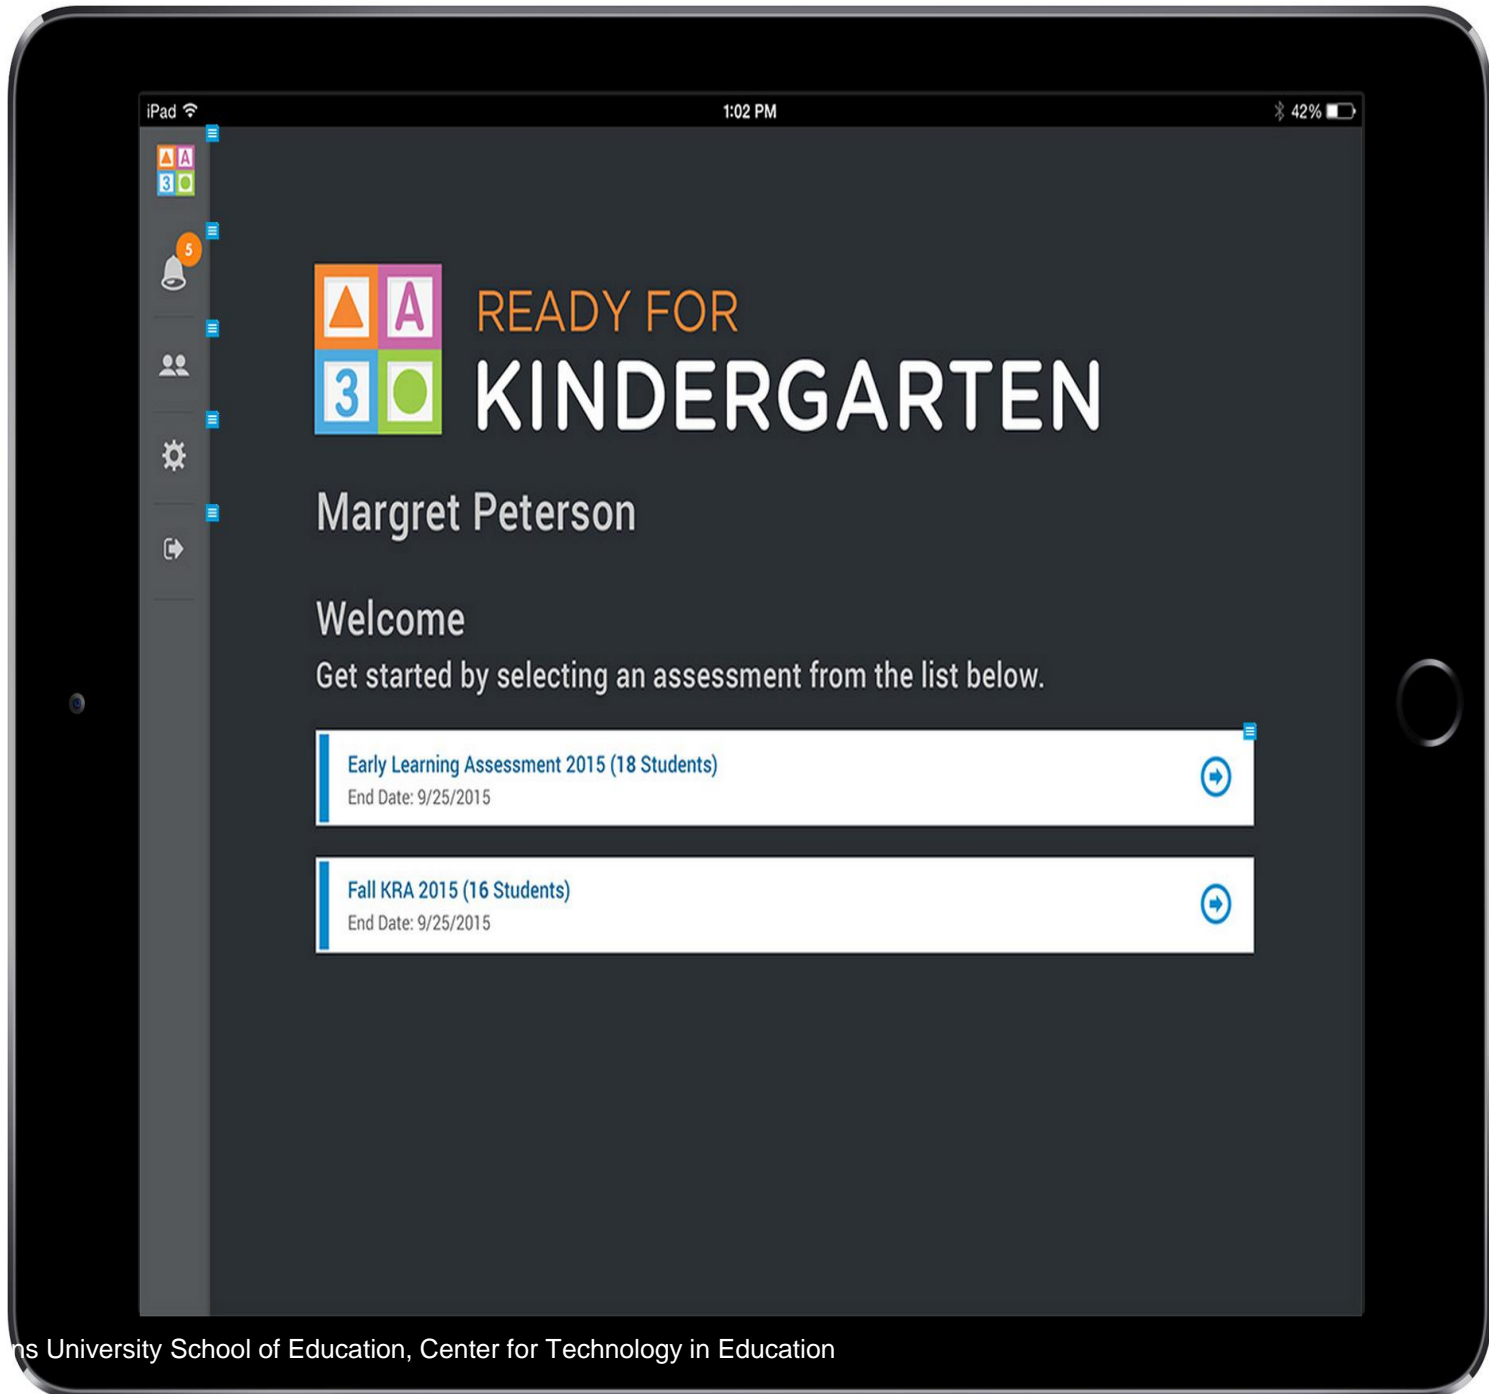 iPad 1:02 PM 42%
A
3
5
A
3
READY FOR
KINDERGARTEN
Margret Peterson
Welcome
Get started by selecting an assessment from the list below.
Early Learning Assessment 2015 (18 Students)
End Date: 9/25/2015
Fall KRA 2015 (16 Students)
End Date: 9/25/2015
ns University School of Education, Center for Technology in Education